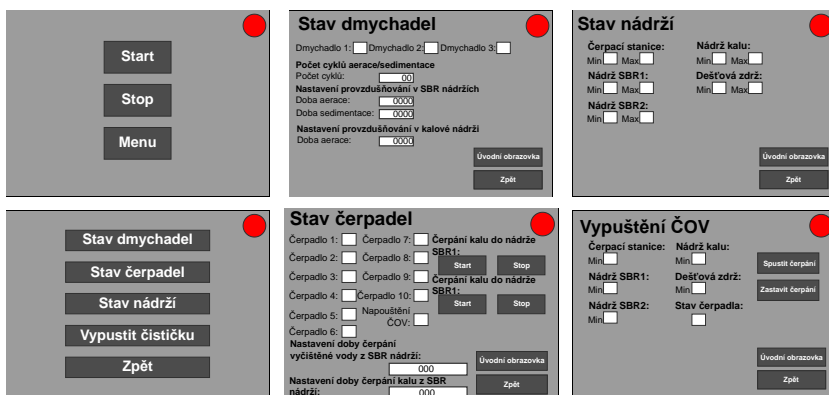 Start
Stop
Menu
Stav dmychadel
Dmychadlo 1: Dmychadlo 2: Dmychadlo 3:
Počet cyklů aerace/sedimentace
Počet cyklů: 00
Nastavení provzdušňování v SBR nádržích
Doba aerace: 0000
Doba sedimentace: 0000
Nastavení provzdušňování v kalové nádrži
Doba aerace: 0000
Úvodní obrazovka
Zpět
Stav nádrží
Čerpací stanice: Nádrž kalu:
Min Max Min Max
Nádrž SBR1: Dešťová zdrž:
Min Max Min Max
Nádrž SBR2:
Min Max
Úvodní obrazovka
Zpět
Stav dmychadel
Stav čerpadel
Stav nádrží
Vypustit čističku
Zpět
Stav čerpadel
Čerpadlo 1: Čerpadlo 7: Čerpání kalu do nádrže
SBR1:
Čerpadlo 2: Čerpadlo 8: Start Stop
Čerpadlo 3: Čerpadlo 9: Čerpání kalu do nádrže
SBR1:
Čerpadlo 4: Čerpadlo 10: Start Stop
Čerpadlo 5: Napouštění
ČOV:
Čerpadlo 6:
Nastavení doby čerpání
vyčištěné vody z SBR nádrží:
000
Úvodní obrazovka
Nastavení doby čerpání kalu z SBR
nádrží:
000
Zpět
Vypuštění ČOV
Čerpací stanice: Nádrž kalu:
Min Min
Spustit čerpání
Nádrž SBR1: Dešťová zdrž:
Min Min
Zastavit čerpání
Nádrž SBR2: Stav čerpadla:
Min
Úvodní obrazovka
Zpět